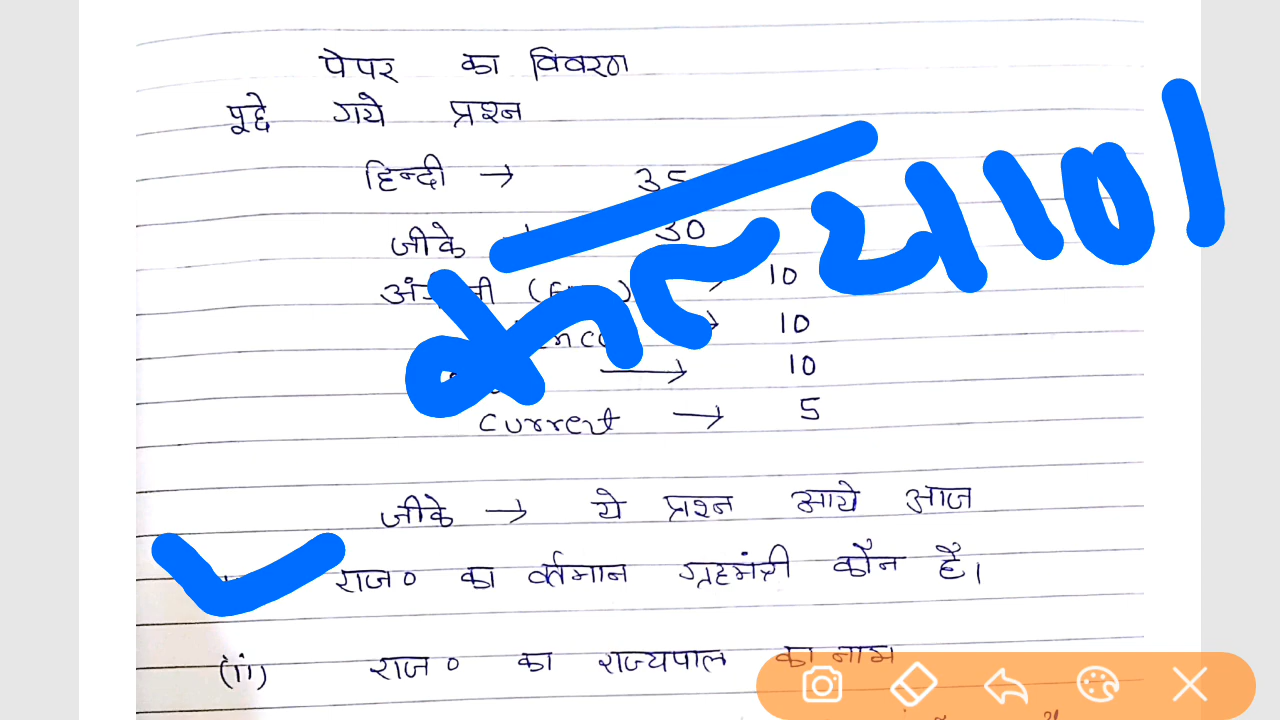 पेपर का विवरण
पूद्दे गये प्रश्न
हिन्दी → 35
जीके → 30
→ 10
→ 10
→ 10
Current → 5
जीके → ये प्रश्न आये आज
राज० का वर्तमान ग्रहमंत्री कौन है।
(ii) राज० का राज्यपाल का नाम